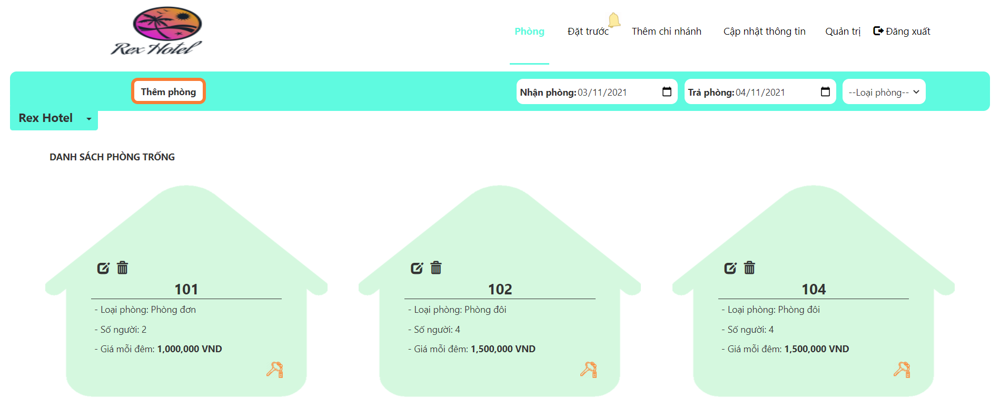 Rex Hotel
Phòng Đặt trước Thêm chi nhánh Cập nhật thông tin Quản trị Đăng xuất
Thêm phòng Nhận phòng: 03/11/2021 Trả phòng: 04/11/2021 --Loại phòng--
Rex Hotel
DANH SÁCH PHÒNG TRỐNG
101
- Loại phòng: Phòng đơn
- Số người: 2
- Giá mỗi đêm: 1,000,000 VND
102
- Loại phòng: Phòng đôi
- Số người: 4
- Giá mỗi đêm: 1,500,000 VND
104
- Loại phòng: Phòng đôi
- Số người: 4
- Giá mỗi đêm: 1,500,000 VND